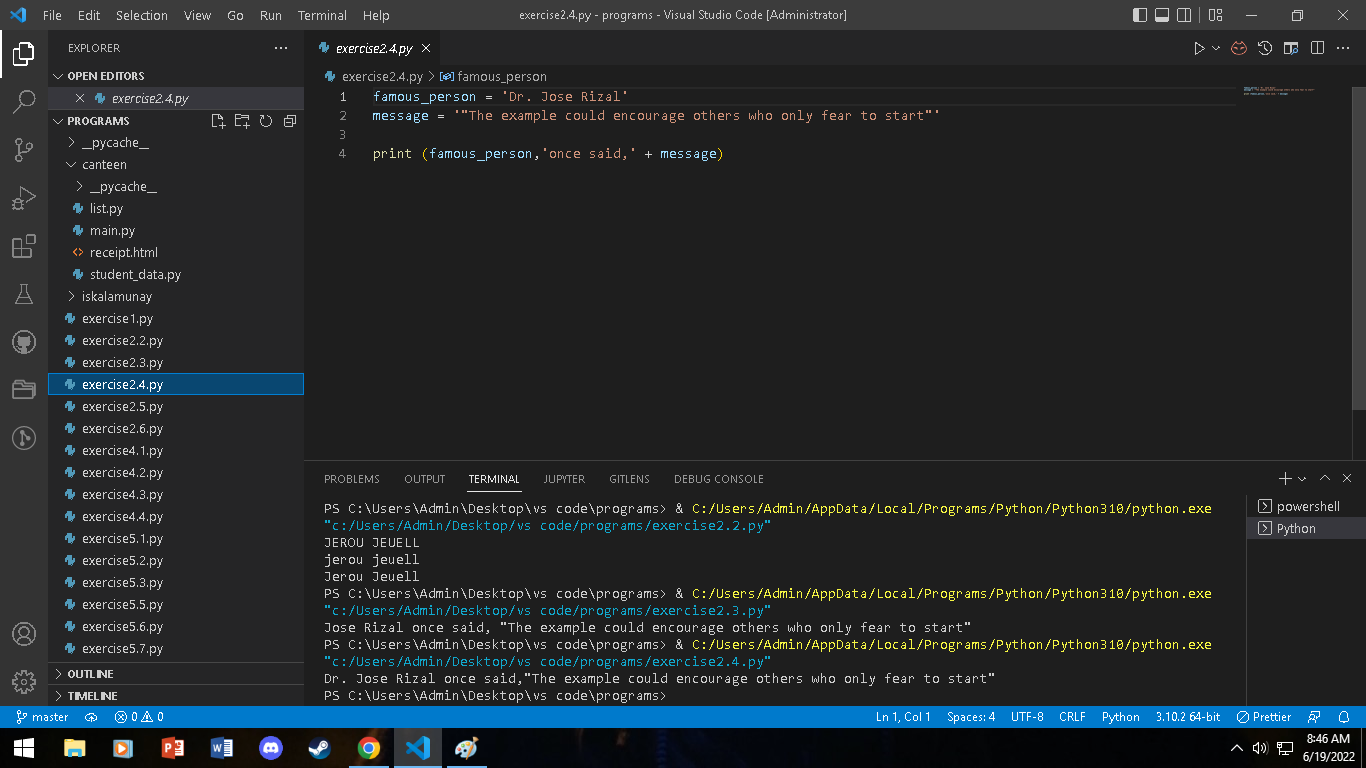 File Edit Selection View Go Run Terminal Help exercise2.4.py - programs - Visual Studio Code [Administrator]
EXPLORER
OPEN EDITORS
exercise2.4.py
PROGRAMS
__pycache__
canteen
__pycache__
list.py
main.py
receipt.html
student_data.py
iskalamunay
exercise1.py
exercise2.2.py
exercise2.3.py
exercise2.4.py
exercise2.5.py
exercise2.6.py
exercise4.1.py
exercise4.2.py
exercise4.3.py
exercise4.4.py
exercise5.1.py
exercise5.2.py
exercise5.3.py
exercise5.5.py
exercise5.6.py
exercise5.7.py
OUTLINE
TIMELINE
exercise2.4.py
exercise2.4.py > famous_person
1 famous_person = 'Dr. Jose Rizal'
2 message = '"The example could encourage others who only fear to start"'
3
4 print (famous_person,'once said,' + message)
PROBLEMS OUTPUT TERMINAL JUPYTER GITLENS DEBUG CONSOLE
PS C:\Users\Admin\Desktop\vs code\programs> & C:/Users/Admin/AppData/Local/Programs/Python/Python310/python.exe
"c:/Users/Admin/Desktop/vs code/programs/exercise2.2.py"
JEROU JEUELL
jerou jeuell
Jerou Jeuell
PS C:\Users\Admin\Desktop\vs code\programs> & C:/Users/Admin/AppData/Local/Programs/Python/Python310/python.exe
"c:/Users/Admin/Desktop/vs code/programs/exercise2.3.py"
Jose Rizal once said, "The example could encourage others who only fear to start"
PS C:\Users\Admin\Desktop\vs code\programs> & C:/Users/Admin/AppData/Local/Programs/Python/Python310/python.exe
"c:/Users/Admin/Desktop/vs code/programs/exercise2.4.py"
Dr. Jose Rizal once said,"The example could encourage others who only fear to start"
PS C:\Users\Admin\Desktop\vs code\programs>
powershell
Python
master 0 0 Ln 1, Col 1 Spaces: 4 UTF-8 CRLF Python 3.10.2 64-bit Prettier
8:46 AM
6/19/2022